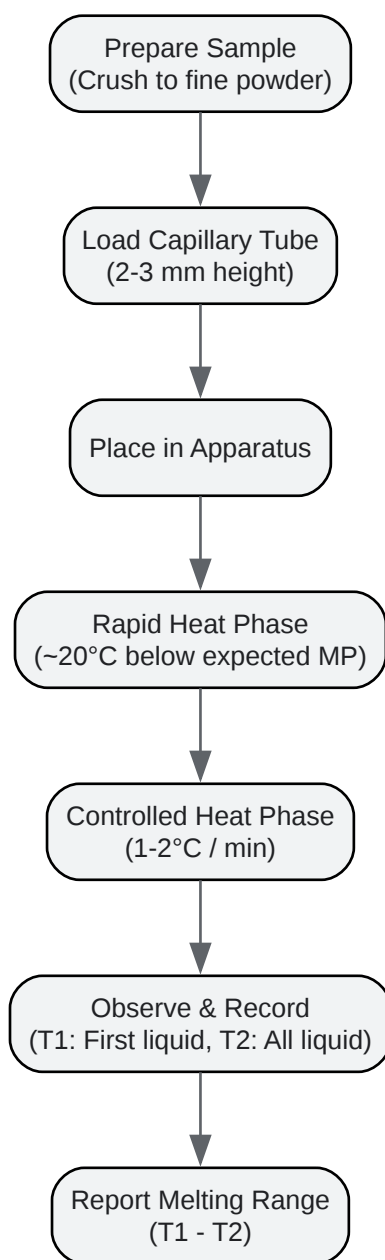 Prepare Sample
(Crush to fine powder)
Load Capillary Tube
(2-3 mm height)
Place in Apparatus
Rapid Heat Phase
(~20°C below expected MP)
Controlled Heat Phase
(1-2°C / min)
Observe & Record
(T1: First liquid, T2: All liquid)
Report Melting Range
(T1 - T2)